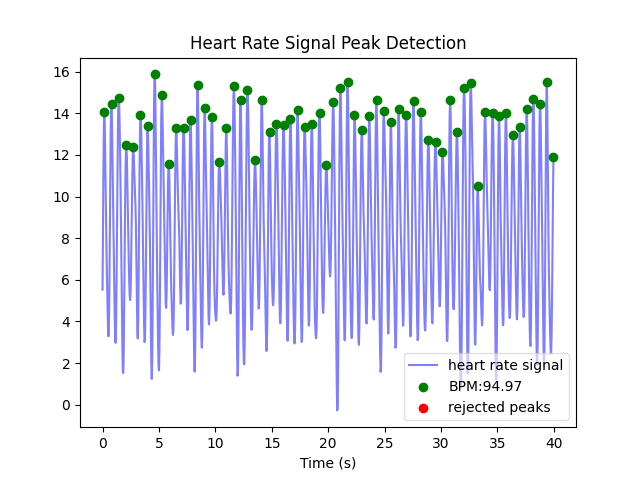 Heart Rate Signal Peak Detection
16
14
12
10
8
6
4
2
0
heart rate signal
BPM:94.97
rejected peaks
0 5 10 15 20 25 30 35 40
Time (s)